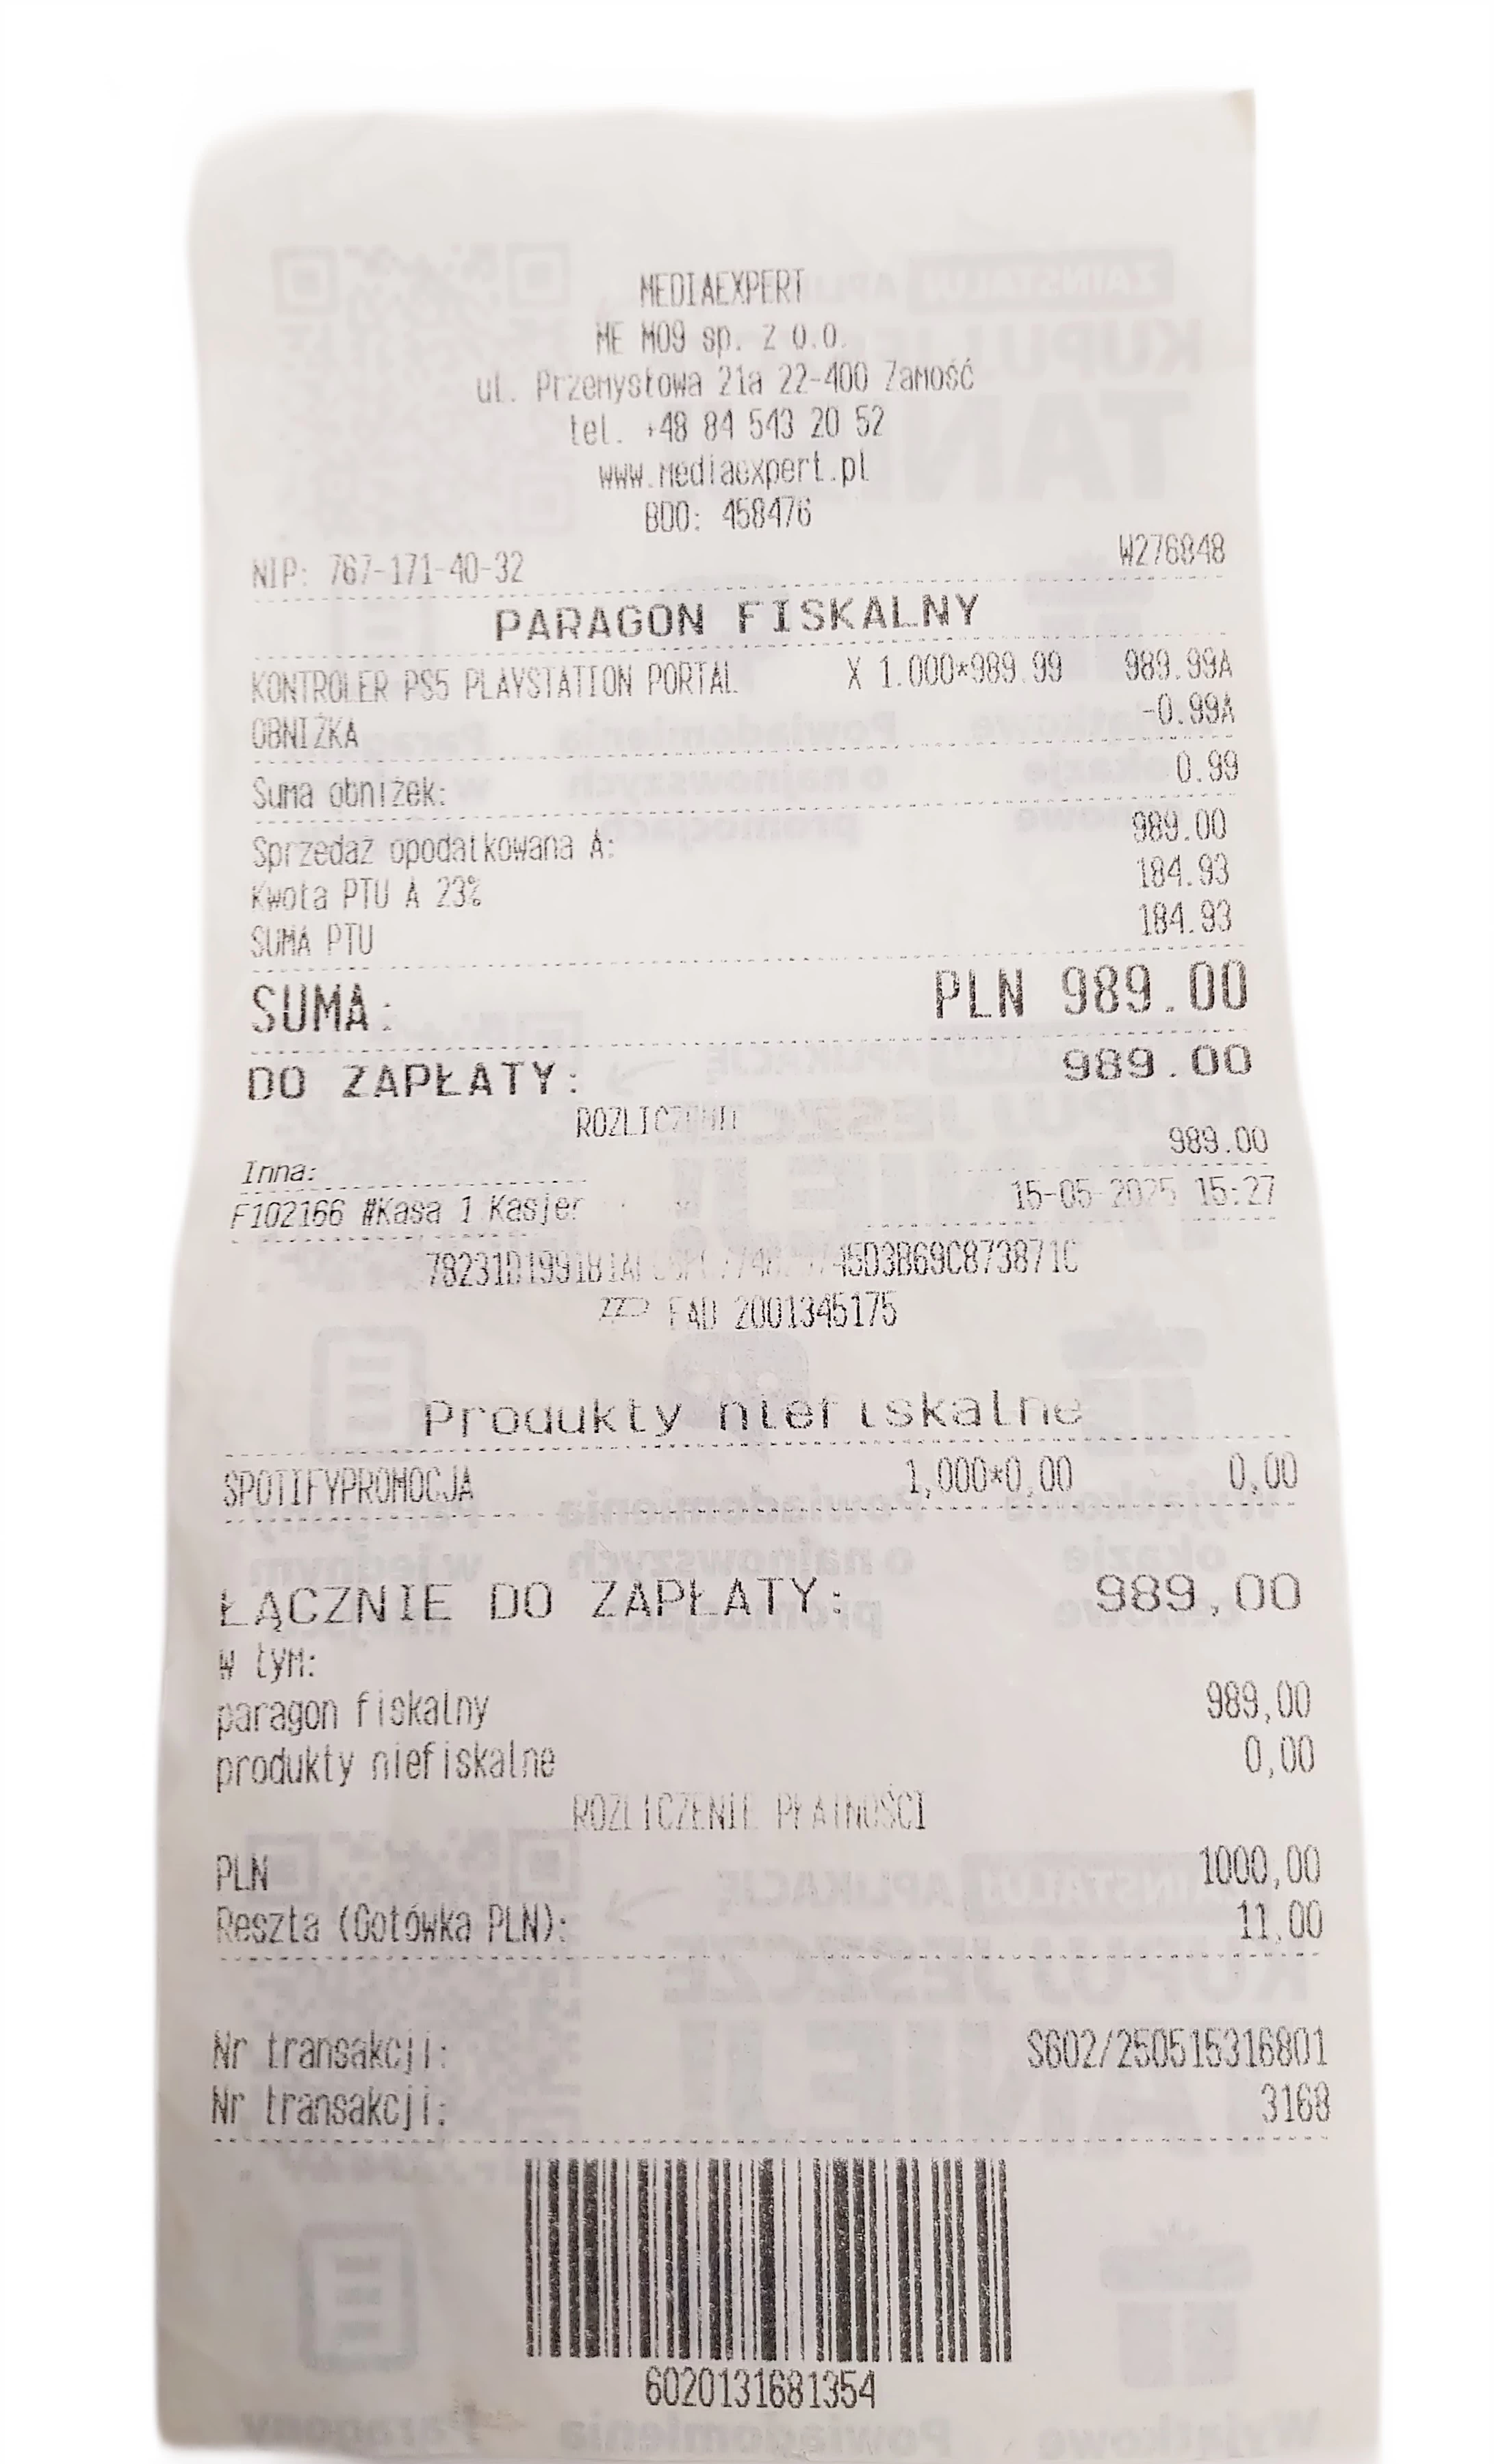 MEDIAEXPERT
ME M09 sp. z o.o.
ul. Przemysłowa 21a 22-400 Zamość
tel. +48 84 543 20 52
www.mediaexpert.pl
BDO: 458476
NIP: 767-171-40-32 W276848
PARAGON FISKALNY
KONTROLER PS5 PLAYSTATION PORTAL X 1.000*989.99 989.99A
OBNIŻKA -0.99A
Suma obniżek: 0.99
Sprzedaż opodatkowana A: 989.00
Kwota PTU A 23% 184.93
SUMA PTU 184.93
SUMA: PLN 989.00
DO ZAPŁATY: 989.00
Inna: 989.00
F102166 #Kasa 1 Kasjer 15-05-2025 15:27
FAD 2001345175
Produkty niefiskalne
SPOTIFYPROMOCJA 1,000*0,00 0,00
ŁĄCZNIE DO ZAPŁATY: 989,00
w tym:
paragon fiskalny 989,00
produkty niefiskalne 0,00
ROZLICZENIE PŁATNOŚCI
PLN 1000,00
Reszta (Gotówka PLN): 11,00
Nr transakcji: S602/250515316801
Nr transakcji: 3168
6020131681354